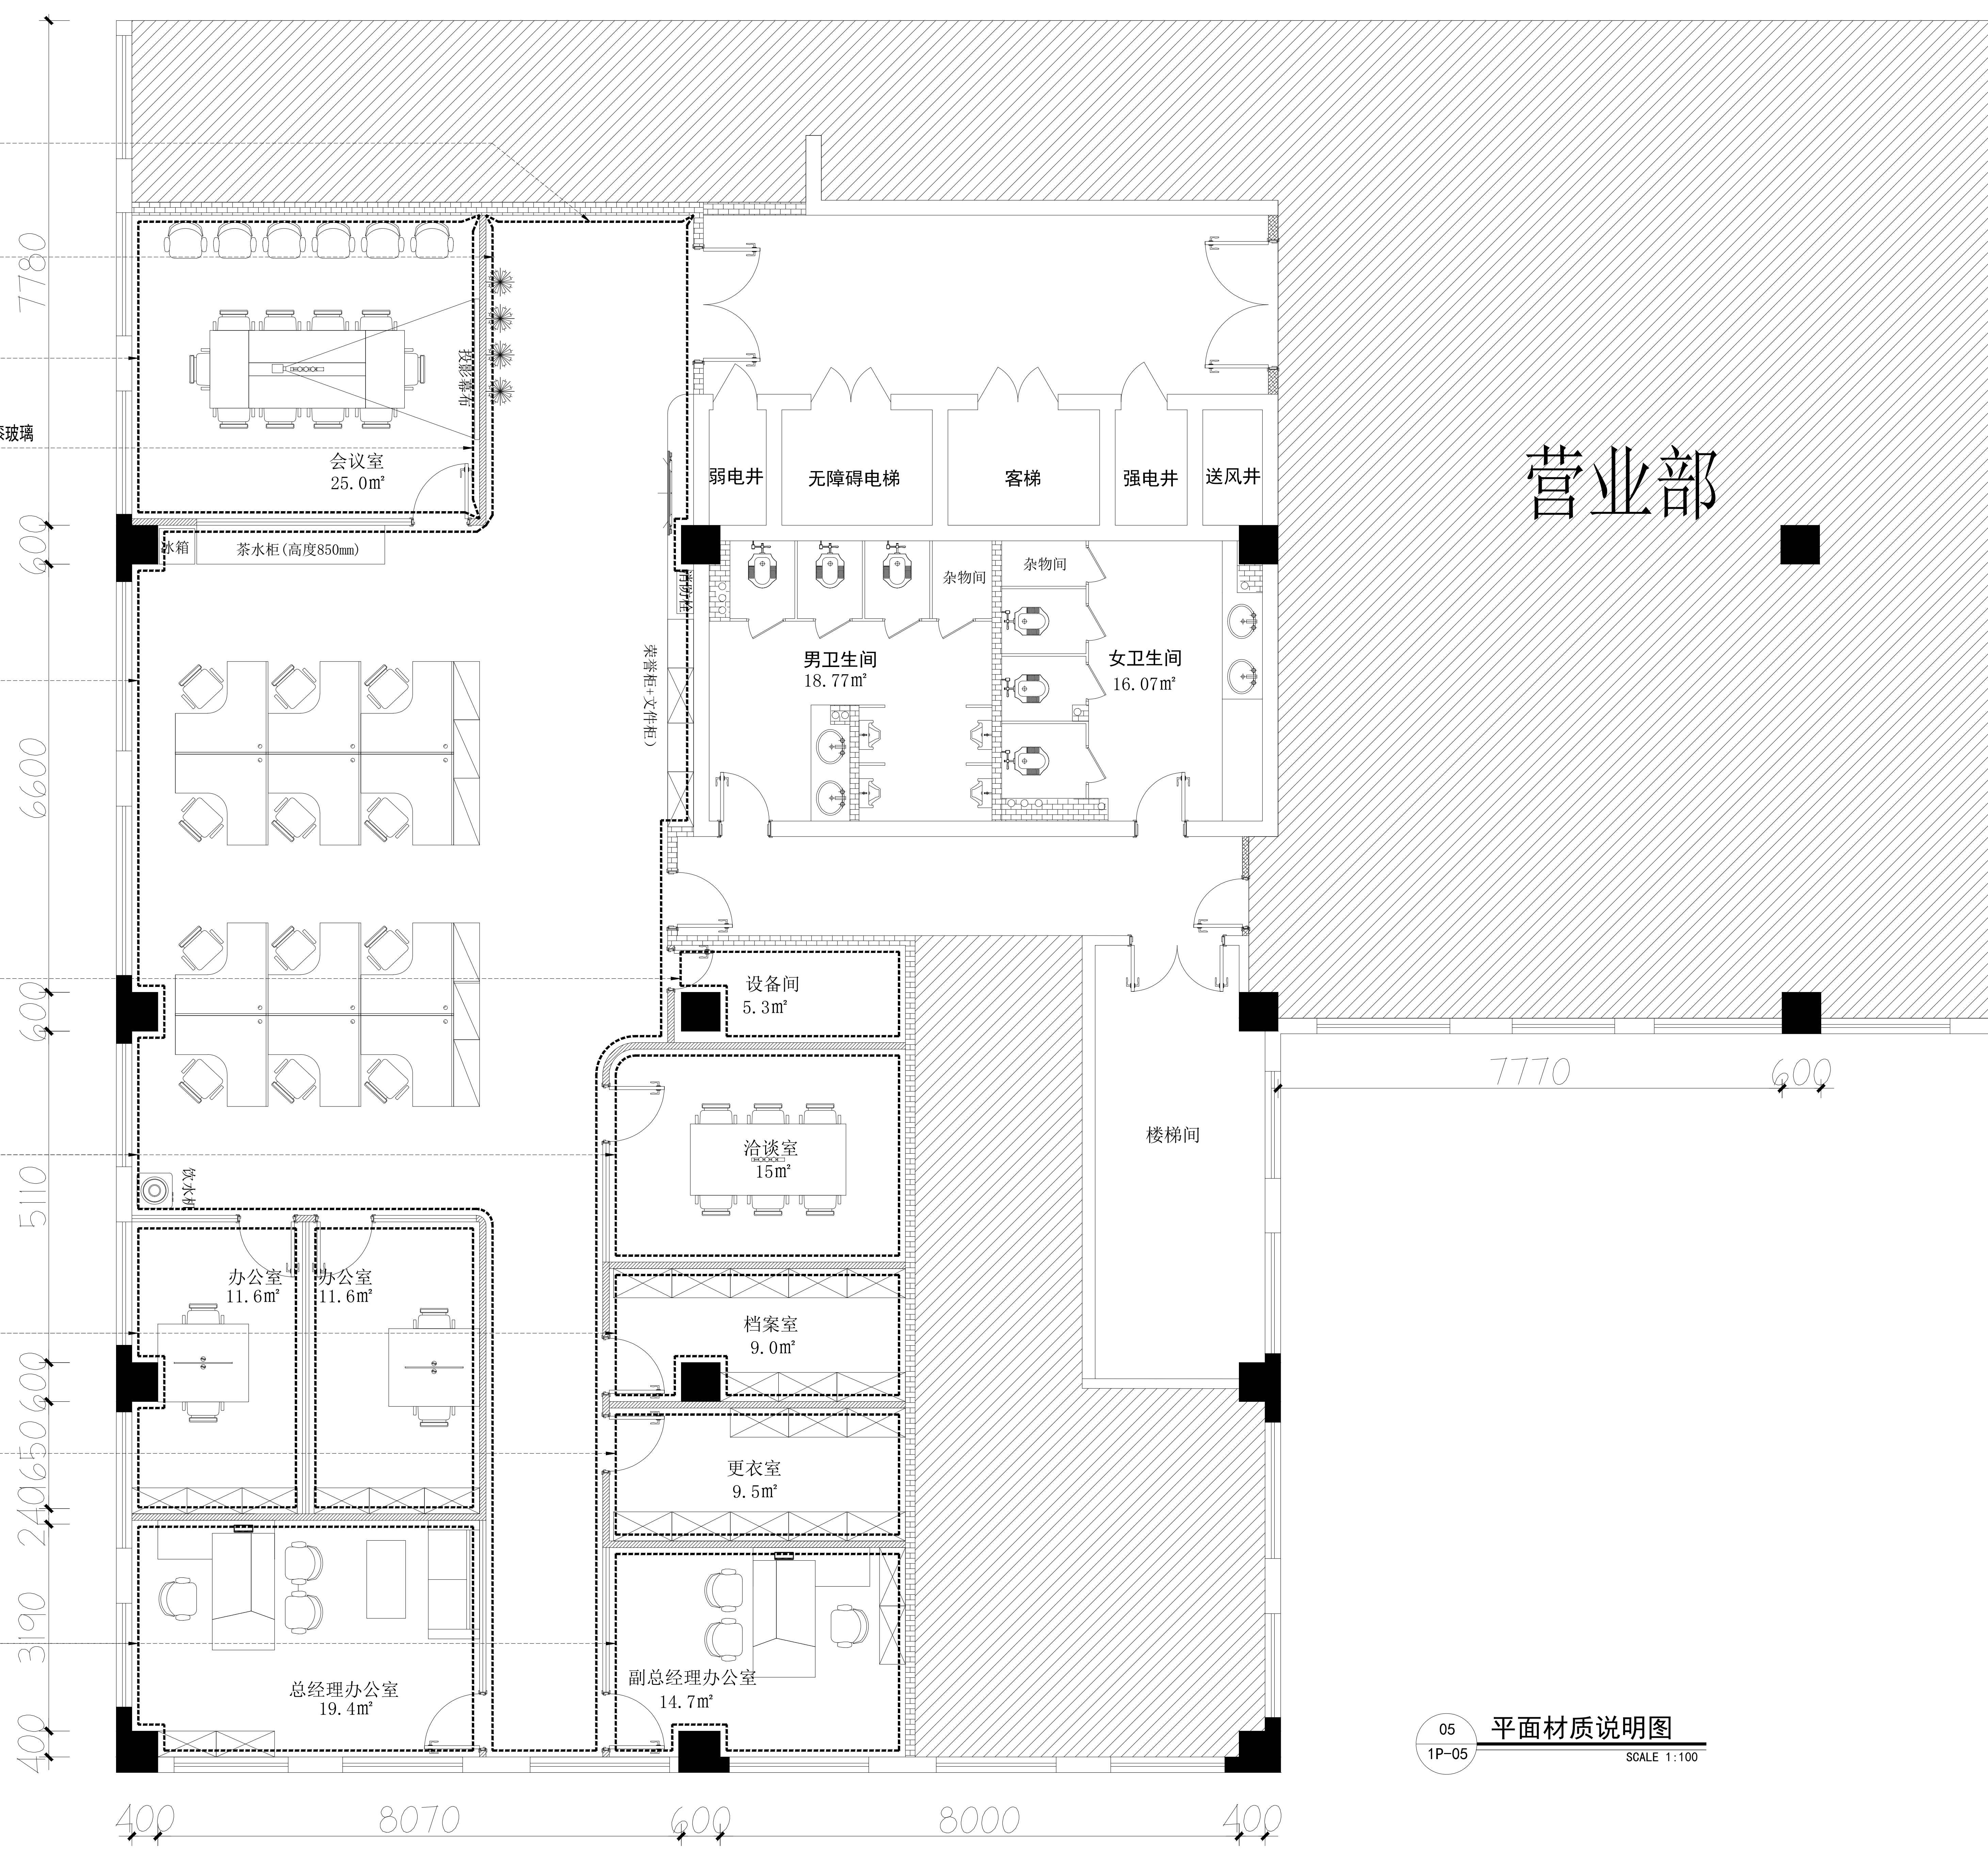 7780
600
6600
600
5110
600
1650
240
3190
400
玻璃
投影幕布
会议室
25.0㎡
冰箱
茶水柜(高度850mm)
弱电井
无障碍电梯
客梯
强电井
送风井
营业部
消防栓
杂物间
杂物间
荣誉柜+文件柜)
男卫生间
18.77㎡
女卫生间
16.07㎡
设备间
5.3㎡
7770
600
楼梯间
洽谈室
15㎡
饮水机
办公室
11.6㎡
办公室
11.6㎡
档案室
9.0㎡
更衣室
9.5㎡
总经理办公室
19.4㎡
副总经理办公室
14.7㎡
05
1P-05
平面材质说明图
SCALE 1:100
400
8070
600
8000
400